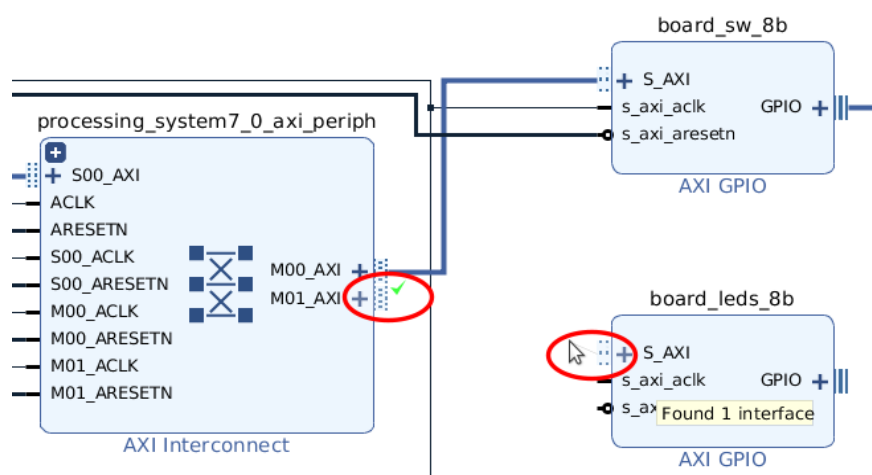 board_sw_8b
S_AXI
s_axi_aclk
GPIO
s_axi_aresetn
AXI GPIO
processing_system7_0_axi_periph
S00_AXI
ACLK
ARESETN
S00_ACLK
S00_ARESETN
M00_ACLK
M00_ARESETN
M01_ACLK
M01_ARESETN
M00_AXI
M01_AXI
AXI Interconnect
board_leds_8b
S_AXI
s_axi_aclk
GPIO
s_ax
Found 1 interface
AXI GPIO